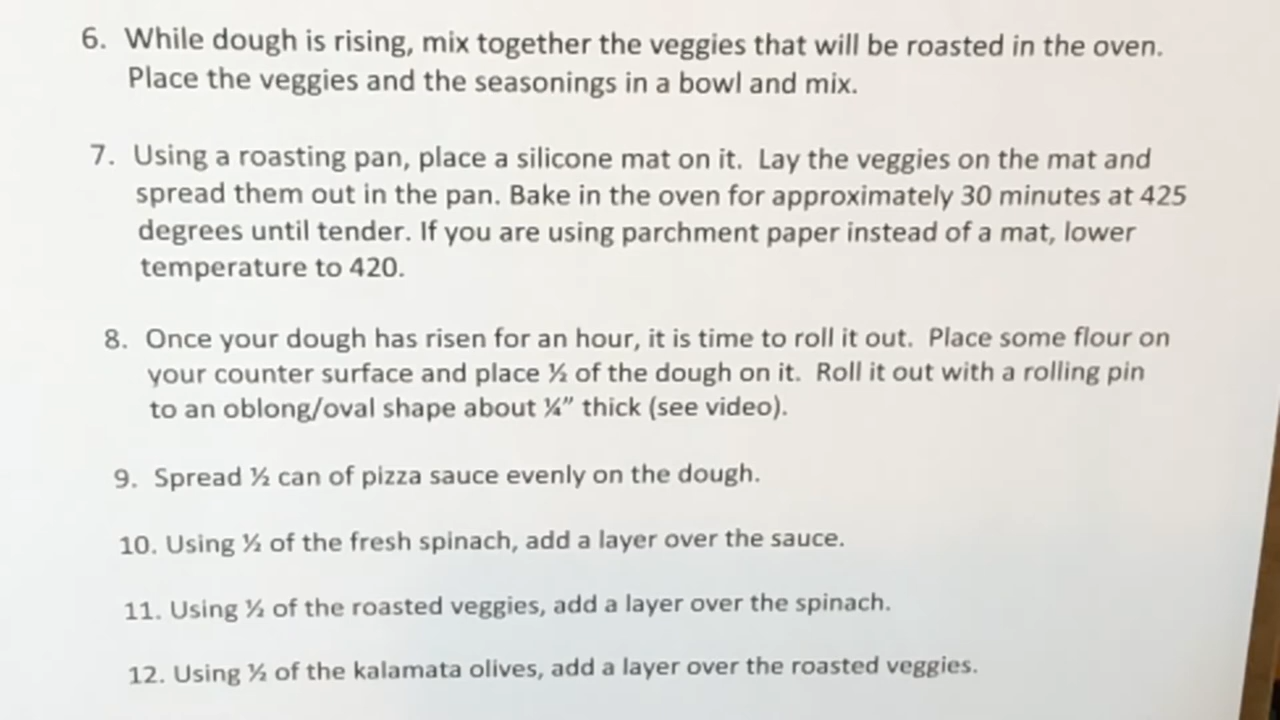 6. While dough is rising, mix together the veggies that will be roasted in the oven.
Place the veggies and the seasonings in a bowl and mix.
7. Using a roasting pan, place a silicone mat on it. Lay the veggies on the mat and
spread them out in the pan. Bake in the oven for approximately 30 minutes at 425
degrees until tender. If you are using parchment paper instead of a mat, lower
temperature to 420.
8. Once your dough has risen for an hour, it is time to roll it out. Place some flour on
your counter surface and place ½ of the dough on it. Roll it out with a rolling pin
to an oblong/oval shape about ¼” thick (see video).
9. Spread ½ can of pizza sauce evenly on the dough.
10. Using ½ of the fresh spinach, add a layer over the sauce.
11. Using ½ of the roasted veggies, add a layer over the spinach.
12. Using ½ of the kalamata olives, add a layer over the roasted veggies.